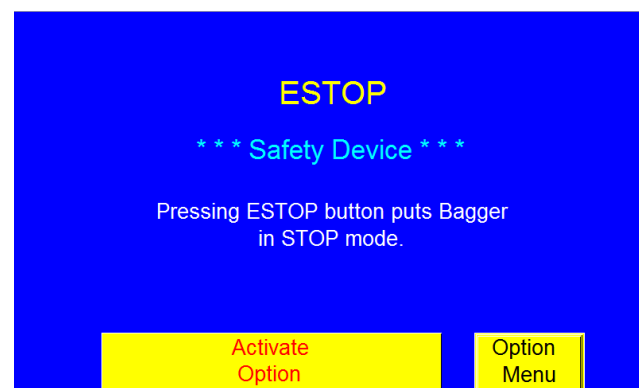 ESTOP
* * * Safety Device * * *
Pressing ESTOP button puts Bagger
in STOP mode.
Activate
Option
Option
Menu